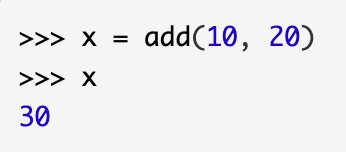 >>> x = add(10, 20)
>>> x
30